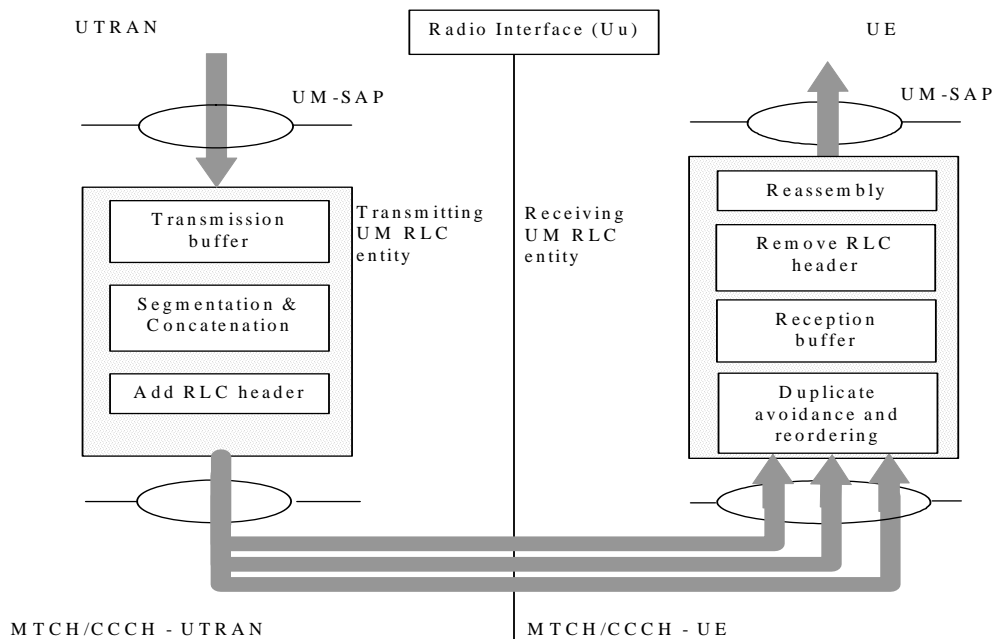 UTRAN
Radio Interface (Uu)
UE
UM-SAP
UM-SAP
Transmission
buffer
Segmentation &
Concatenation
Add RLC header
Transmitting
UM RLC
entity
Receiving
UM RLC
entity
Reassembly
Remove RLC
header
Reception
buffer
Duplicate
avoidance and
reordering
MTCH/CCCH - UTRAN
MTCH/CCCH - UE